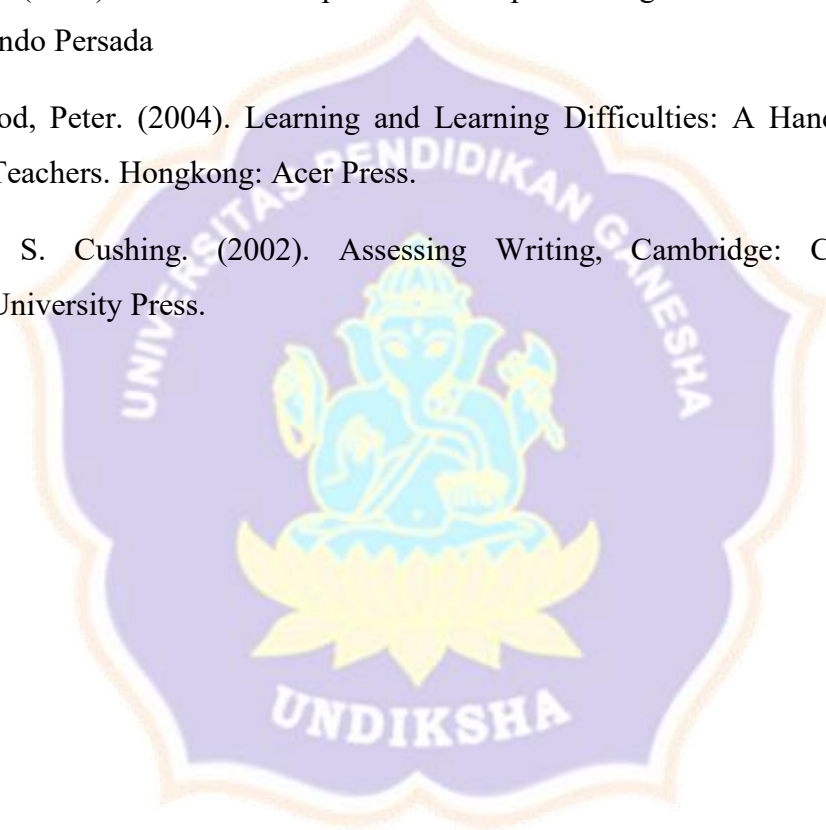 ndo Persada
od, Peter. (2004). Learning and Learning Difficulties: A Hand
Teachers. Hongkong: Acer Press.
S. Cushing. (2002). Assessing Writing, Cambridge: C
University Press.
UNIVERSITAS PENDIDIKAN GANESHA
UNDIKSHA